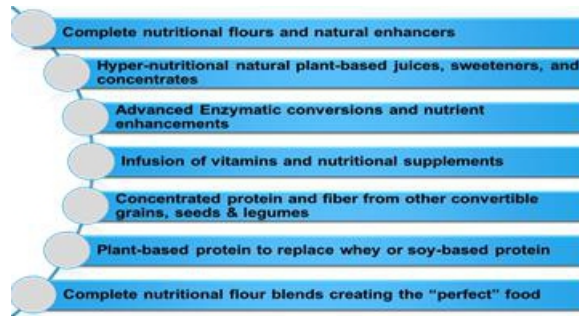 Complete nutritional flours and natural enhancers
Hyper-nutritional natural plant-based juices, sweeteners, and
concentrates
Advanced Enzymatic conversions and nutrient
enhancements
Infusion of vitamins and nutritional supplements
Concentrated protein and fiber from other convertible
grains, seeds & legumes
Plant-based protein to replace whey or soy-based protein
Complete nutritional flour blends creating the “perfect” food